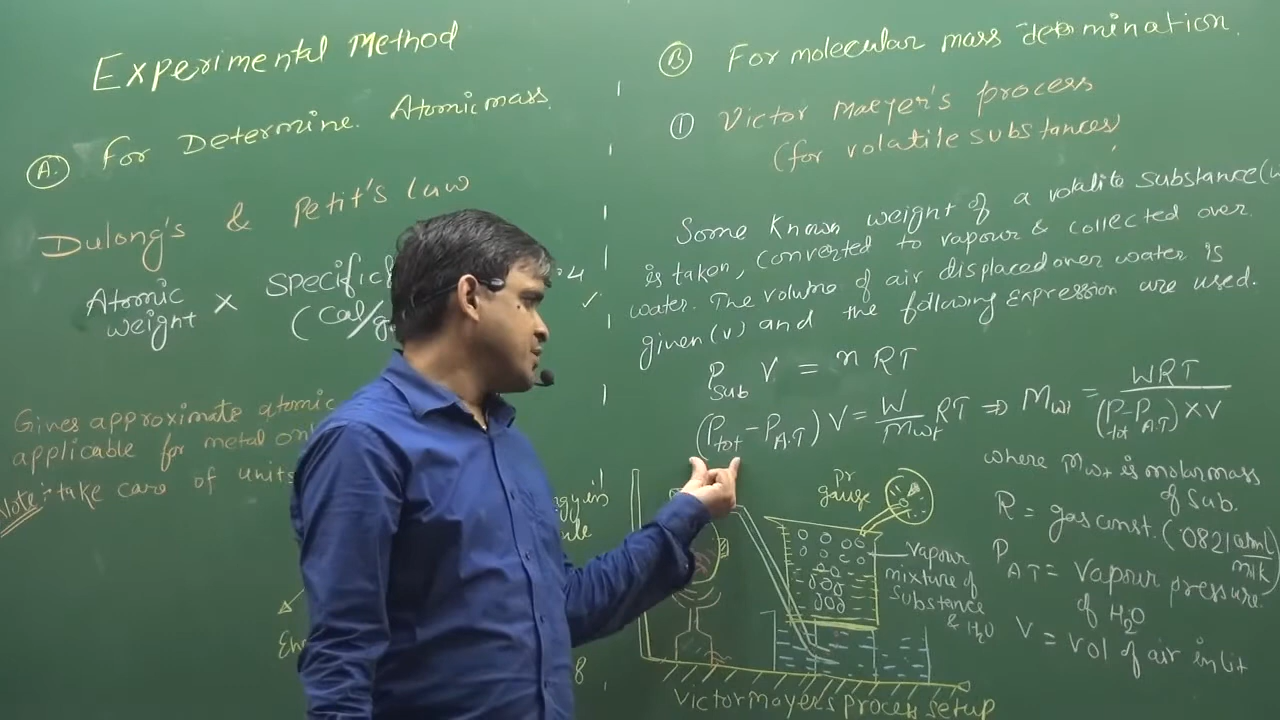 Experimental Method
(A) For Determine Atomic mass
Dulong's & Petit's law
Atomic weight × specific
(Cal/g
Gives approximate atomic
applicable for metal on
Note:- take care of units
8
(B) For molecular mass determination.
(1) Victor Maeyer's process
(for volatile substances)
Some Known weight of a volalite substance (w
is taken, converted to vapour & collected over
water. The volume of air displaced over water is
given (v) and the following expression are used.
P_sub V = n RT
(P_tot - P_A.T) V = W/M_wt RT ⇒ M_wt = WRT/((P_tot - P_A.T) × V)
where M_wt is molar mass
of sub.
R = gas const. (.0821 atm l
P_AT = vapour pressure
of H2O
V = vol of air in lit
Pr
gauge
Vapour
mixture of
substance
& H2O
Victor mayer's process setup